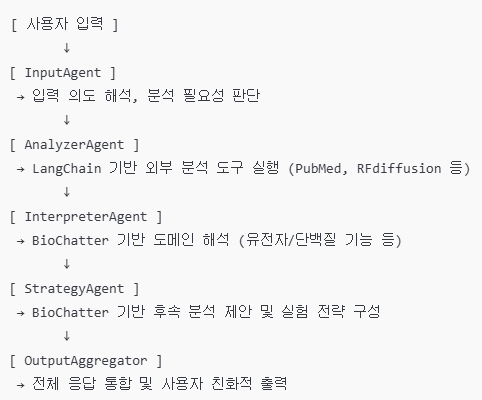 [ 사용자 입력 ]
↓
[ InputAgent ]
→ 입력 의도 해석, 분석 필요성 판단
↓
[ AnalyzerAgent ]
→ LangChain 기반 외부 분석 도구 실행 (PubMed, RFdiffusion 등)
↓
[ InterpreterAgent ]
→ BioChatter 기반 도메인 해석 (유전자/단백질 기능 등)
↓
[ StrategyAgent ]
→ BioChatter 기반 후속 분석 제안 및 실험 전략 구성
↓
[ OutputAggregator ]
→ 전체 응답 통합 및 사용자 친화적 출력